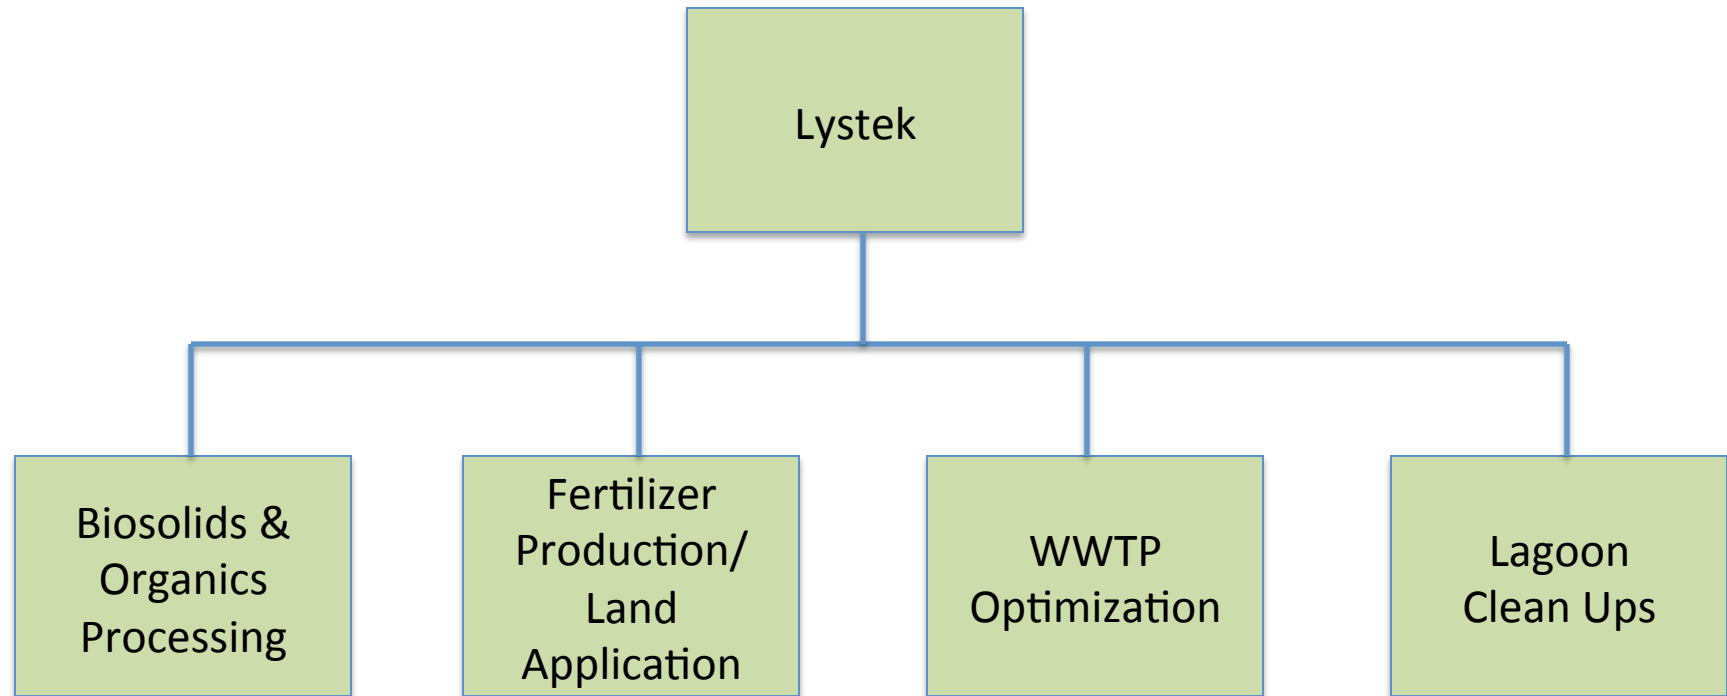 Lystek
Biosolids &
Organics
Processing
Fertilizer
Production/
Land
Application
WWTP
Optimization
Lagoon
Clean Ups